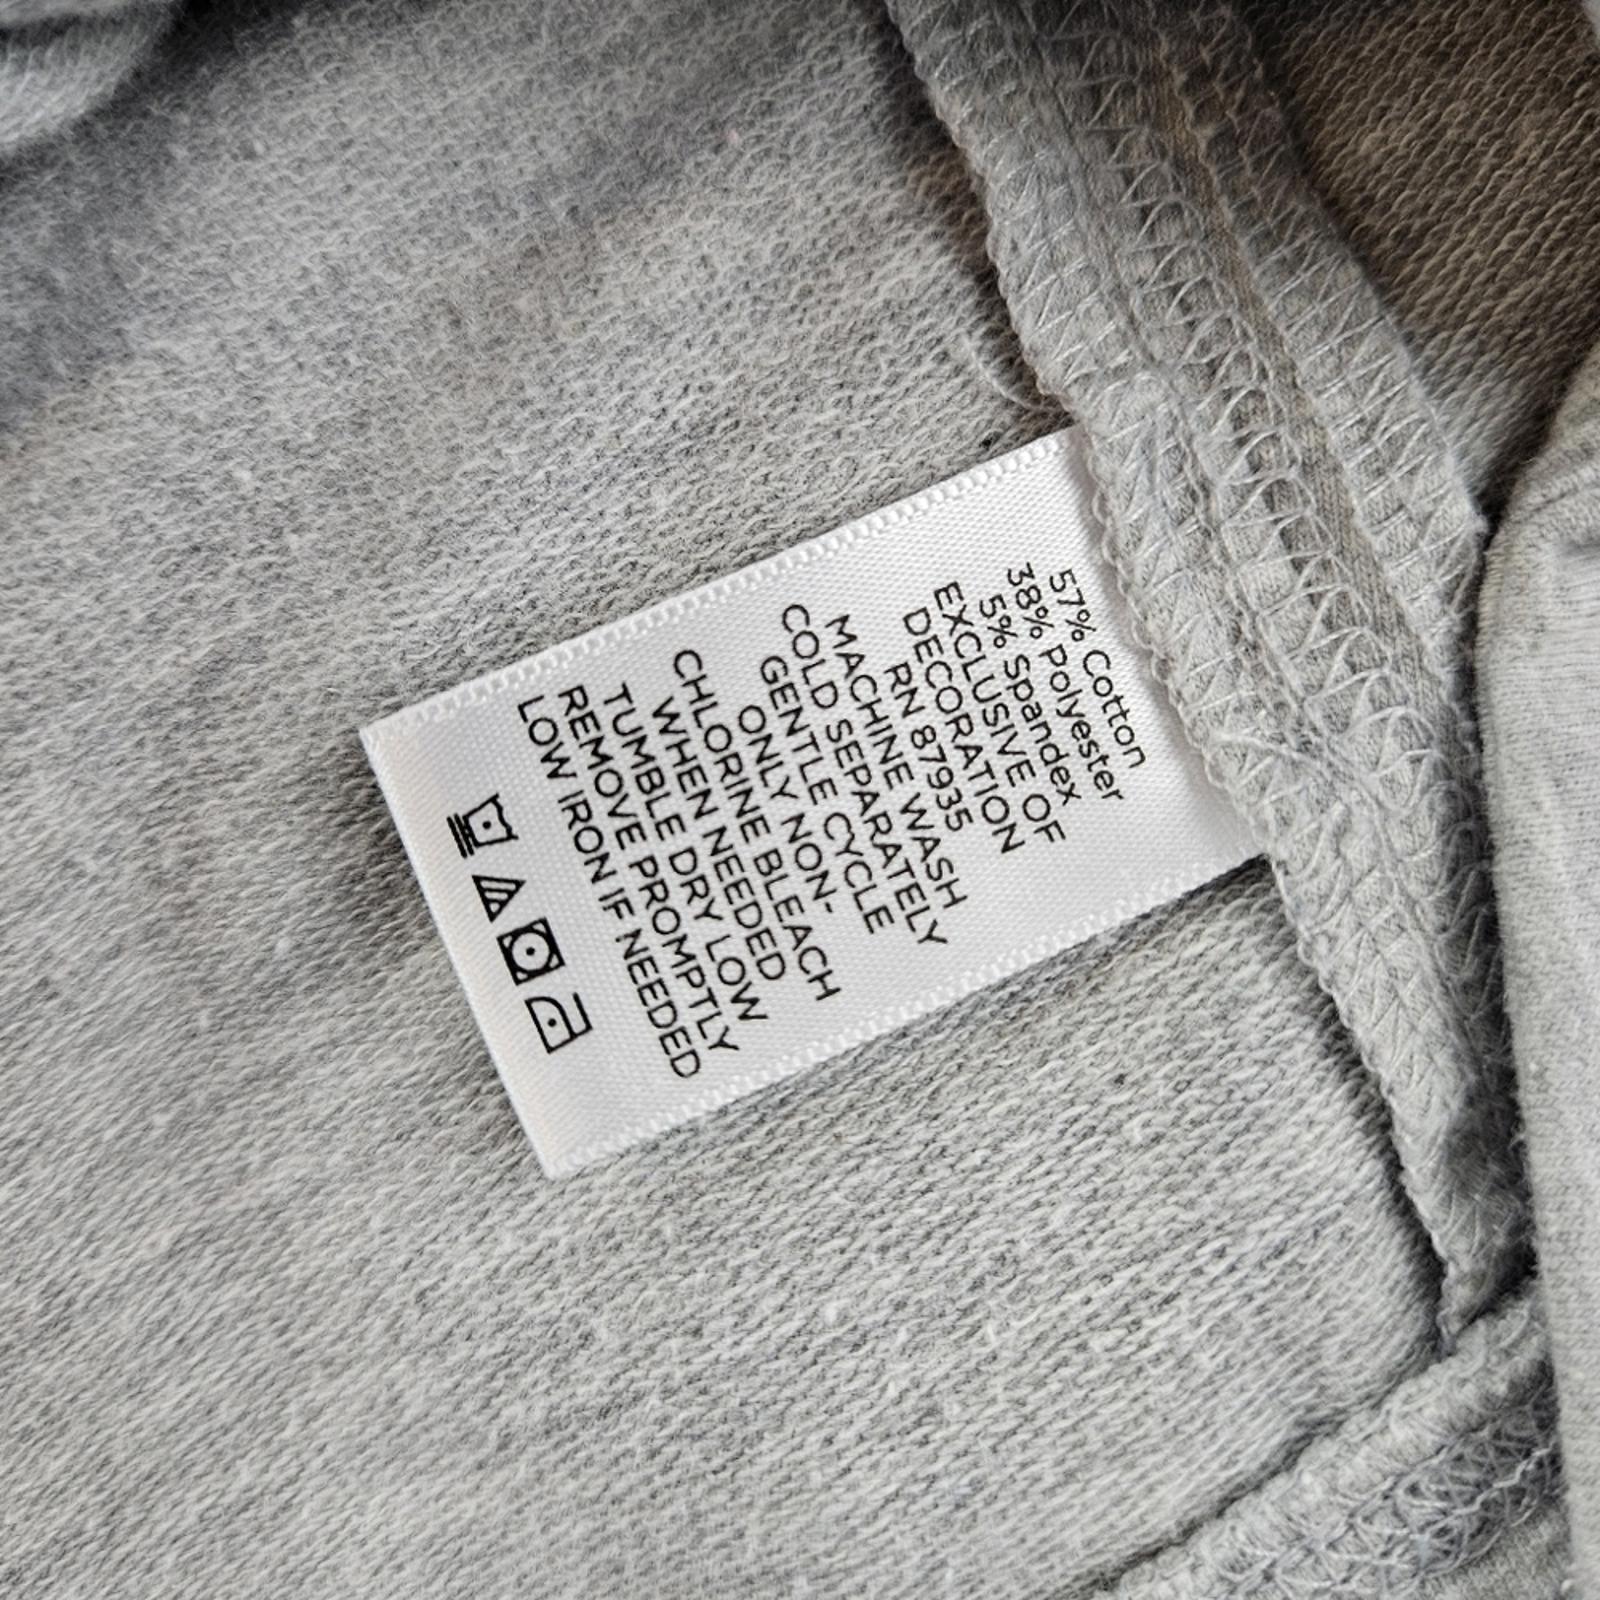 57% Cotton
38% Polyester
5% Spandex
EXCLUSIVE OF
DECORATION
RN 87935
MACHINE WASH
COLD SEPARATELY
GENTLE CYCLE
ONLY NON-
CHLORINE BLEACH
WHEN NEEDED
TUMBLE DRY LOW
REMOVE PROMPTLY
LOW IRON IF NEEDED